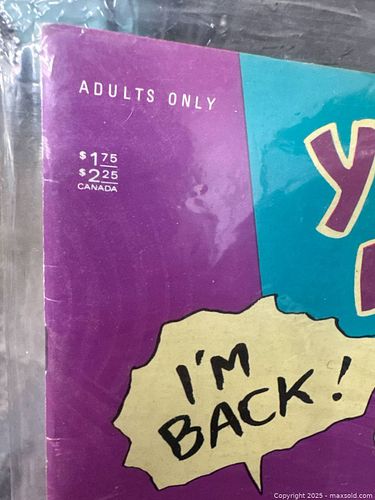 ADULTS ONLY
$1.75
$2.25
CANADA
I'M
BACK!
Copyright 2025 - maxsold.com